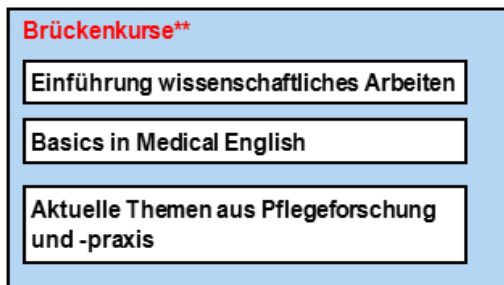 Brückenkurse**
Einführung wissenschaftliches Arbeiten
Basics in Medical English
Aktuelle Themen aus Pflegeforschung
und -praxis